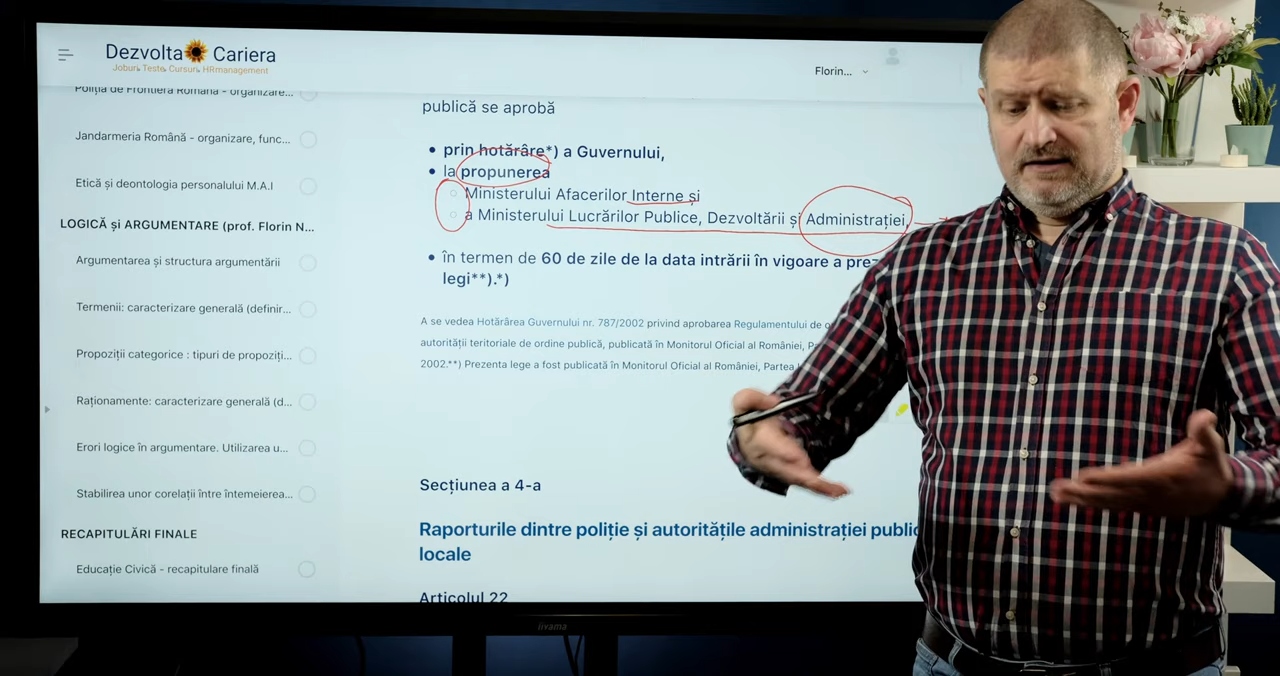 Dezvolta Cariera
Joburi, Teste, Cursuri, HRmanagement
Florin...
Poliția de Frontieră Română - organizare...
Jandarmeria Română - organizare, func...
Etică și deontologia personalului M.A.I
LOGICĂ și ARGUMENTARE (prof. Florin N...
Argumentarea și structura argumentării
Termenii: caracterizare generală (definir...
Propoziții categorice : tipuri de propoziți...
Raționamente: caracterizare generală (d...
Erori logice în argumentare. Utilizarea u...
Stabilirea unor corelații între întemeierea...
RECAPITULĂRI FINALE
Educație Civică - recapitulare finală
publică se aprobă
prin hotărâre*) a Guvernului,
la propunerea
Ministerului Afacerilor Interne și
a Ministerului Lucrărilor Publice, Dezvoltării și Administrației,
în termen de 60 de zile de la data intrării în vigoare a pre
legi**).*)
A se vedea Hotărârea Guvernului nr. 787/2002 privind aprobarea Regulamentului de
autorității teritoriale de ordine publică, publicată în Monitorul Oficial al României,
2002.**) Prezenta lege a fost publicată în Monitorul Oficial al României, Partea
Secțiunea a 4-a
Raporturile dintre poliție și autoritățile administrației public
locale
Articolul 22
iiyama